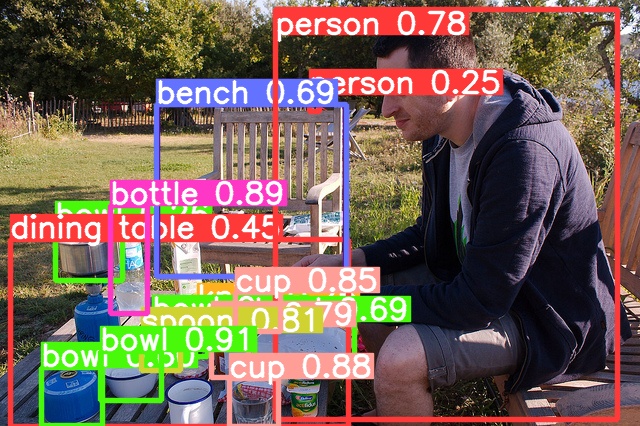 person 0.78
person 0.25
bench 0.69
bottle 0.89
dining table 0.45
cup 0.85
0.69
spoon 0.81
bowl 0.91
cup 0.88